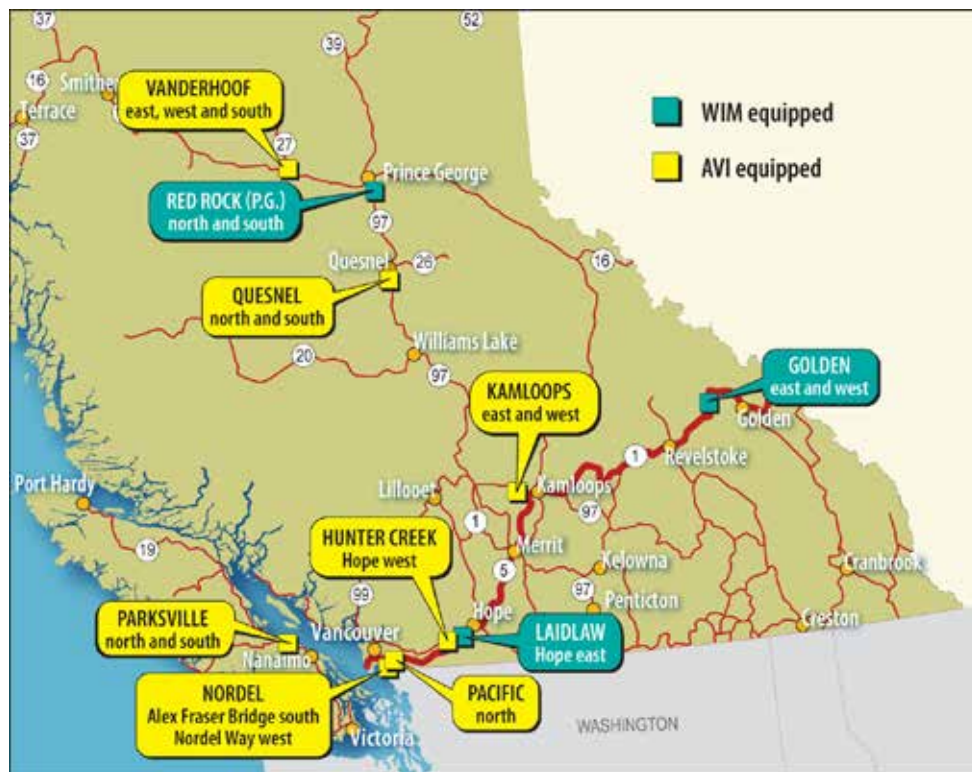 37
52
39
16
Smither
VANDERHOOF
east, west and south
WIM equipped
Terrace
37
AVI equipped
27
Prince George
RED ROCK (P.G.)
north and south
97
Quesnel
26
16
QUESNEL
north and south
Williams Lake
20
97
GOLDEN
east and west
KAMLOOPS
east and west
Golden
1
Revelstoke
Port Hardy
Lillooet
Kamloops
97
1
19
HUNTER CREEK
Hope west
Merrit
5
Kelowna
Cranbrook
99
97
Penticton
PARKSVILLE
north and south
Hope
Creston
Vancouver
LAIDLAW
Hope east
Nanaimo
NORDEL
Alex Fraser Bridge south
Nordel Way west
PACIFIC
north
WASHINGTON
Victoria